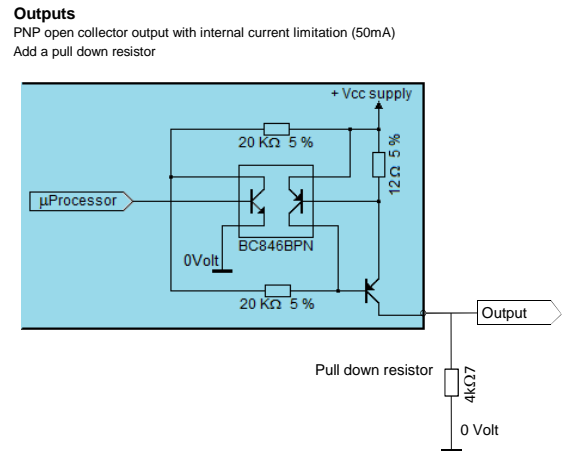 Outputs
PNP open collector output with internal current limitation (50mA)
Add a pull down resistor
+ Vcc supply
20 KΩ 5 %
12Ω 5 %
µProcessor
BC846BPN
0Volt
20 KΩ 5 %
Output
Pull down resistor
4kΩ7
0 Volt